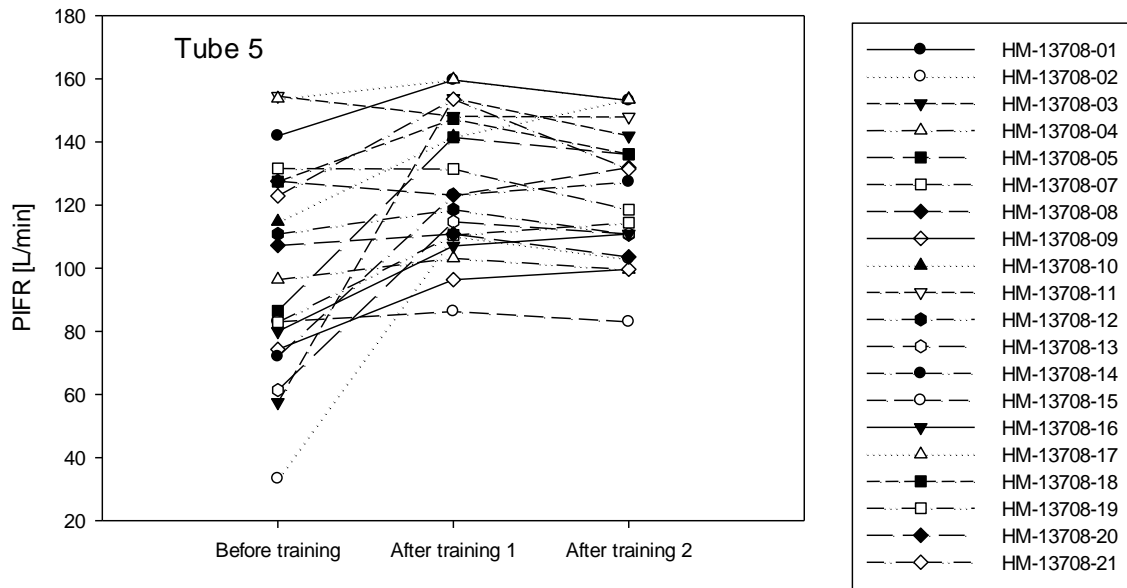 180
160
140
120
100
80
60
40
20
PIFR [L/min]
Tube 5
Before training
After training 1
After training 2
HM-13708-01
HM-13708-02
HM-13708-03
HM-13708-04
HM-13708-05
HM-13708-07
HM-13708-08
HM-13708-09
HM-13708-10
HM-13708-11
HM-13708-12
HM-13708-13
HM-13708-14
HM-13708-15
HM-13708-16
HM-13708-17
HM-13708-18
HM-13708-19
HM-13708-20
HM-13708-21